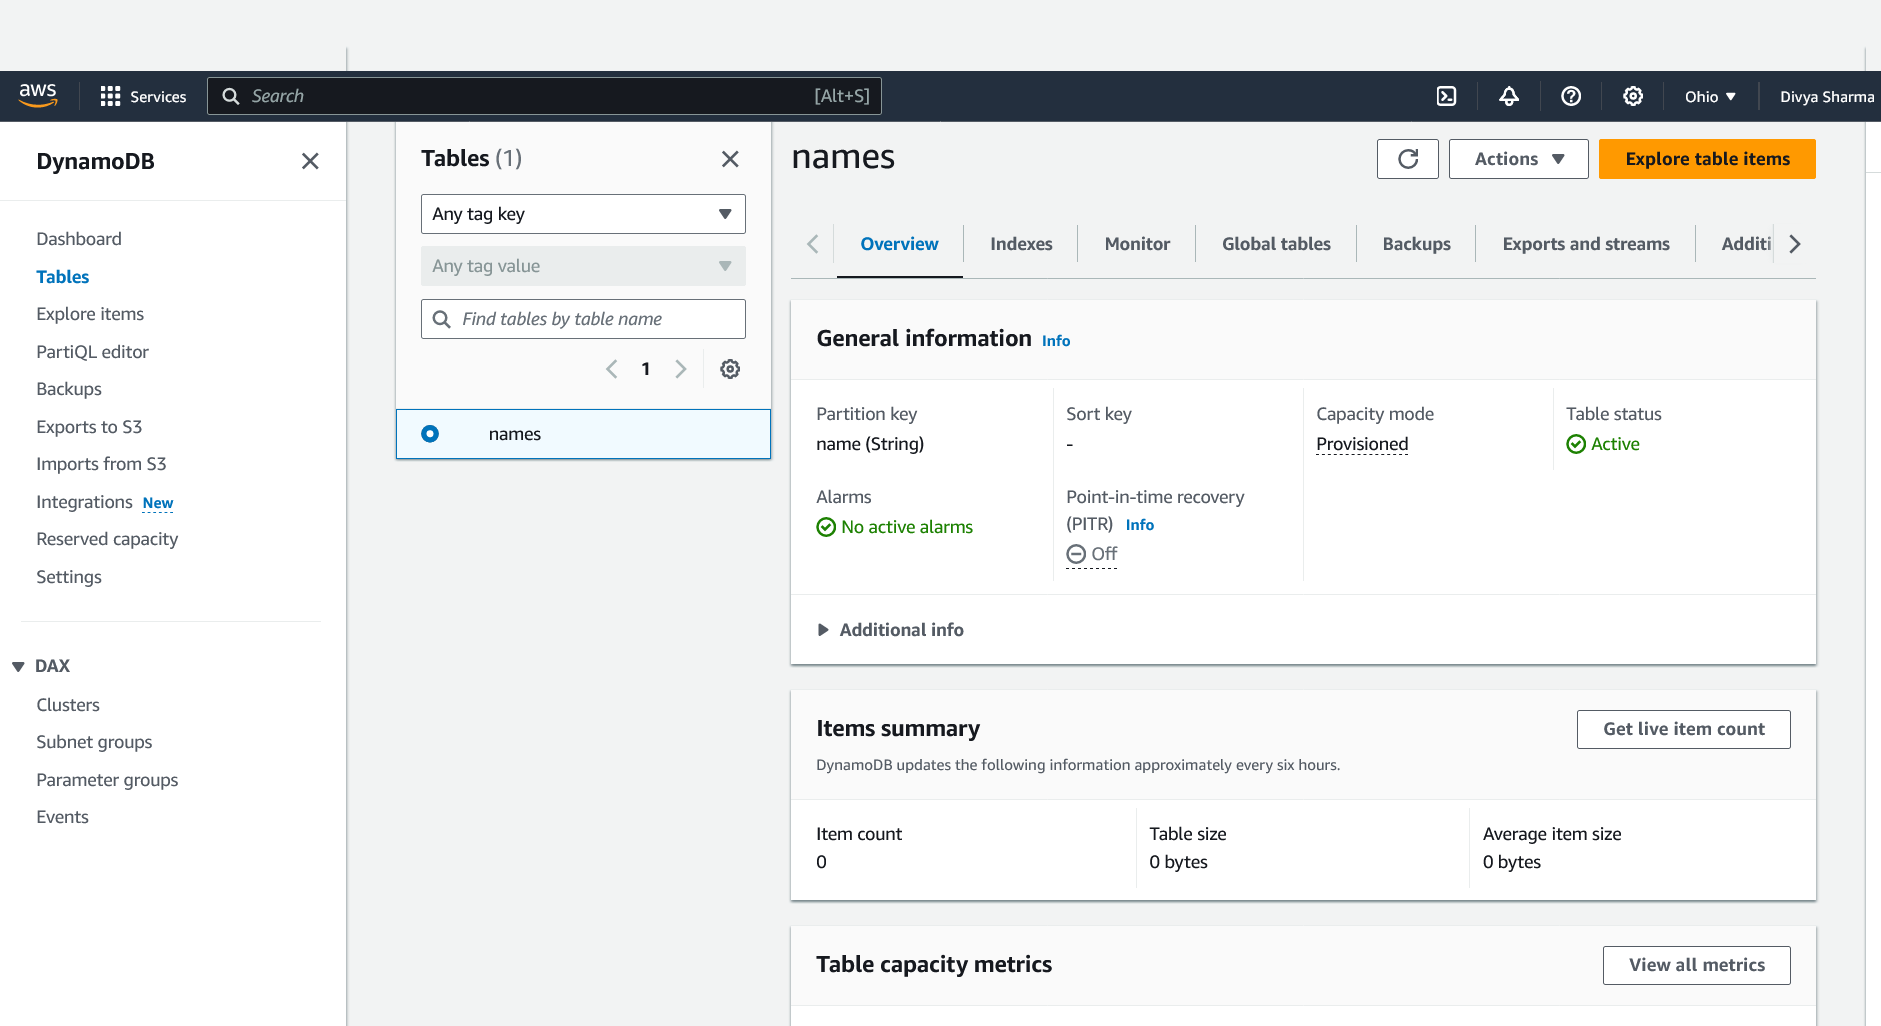 aws
Services
Search
[Alt+S]
Ohio
Divya Sharma
DynamoDB
Dashboard
Tables
Explore items
PartiQL editor
Backups
Exports to S3
Imports from S3
Integrations New
Reserved capacity
Settings
DAX
Clusters
Subnet groups
Parameter groups
Events
Tables (1)
Any tag key
Any tag value
Find tables by table name
1
names
names
Actions
Explore table items
Overview
Indexes
Monitor
Global tables
Backups
Exports and streams
Additi
General information Info
Partition key
name (String)
Sort key
-
Capacity mode
Provisioned
Table status
Active
Alarms
No active alarms
Point-in-time recovery
(PITR) Info
Off
Additional info
Items summary
Get live item count
DynamoDB updates the following information approximately every six hours.
Item count
0
Table size
0 bytes
Average item size
0 bytes
Table capacity metrics
View all metrics